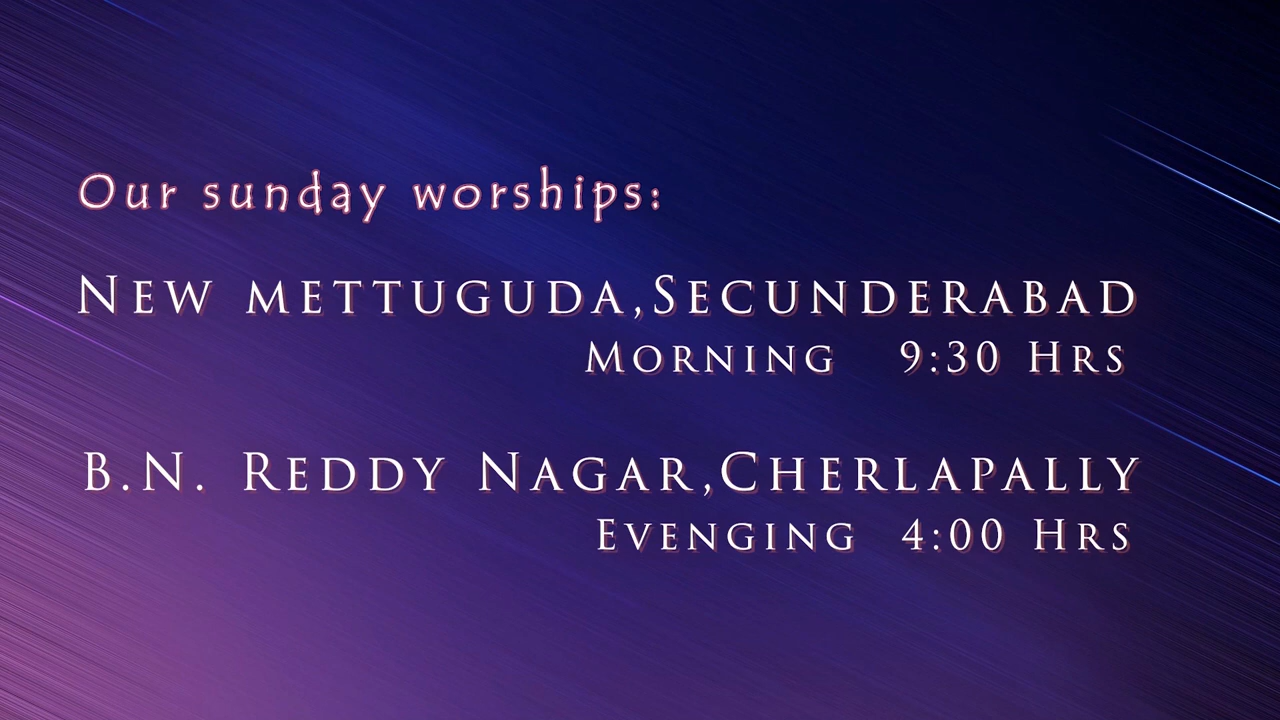 Our sunday worships:
New mettuguda,Secunderabad
Morning 9:30 Hrs
B.N. Reddy Nagar,Cherlapally
Evenging 4:00 Hrs